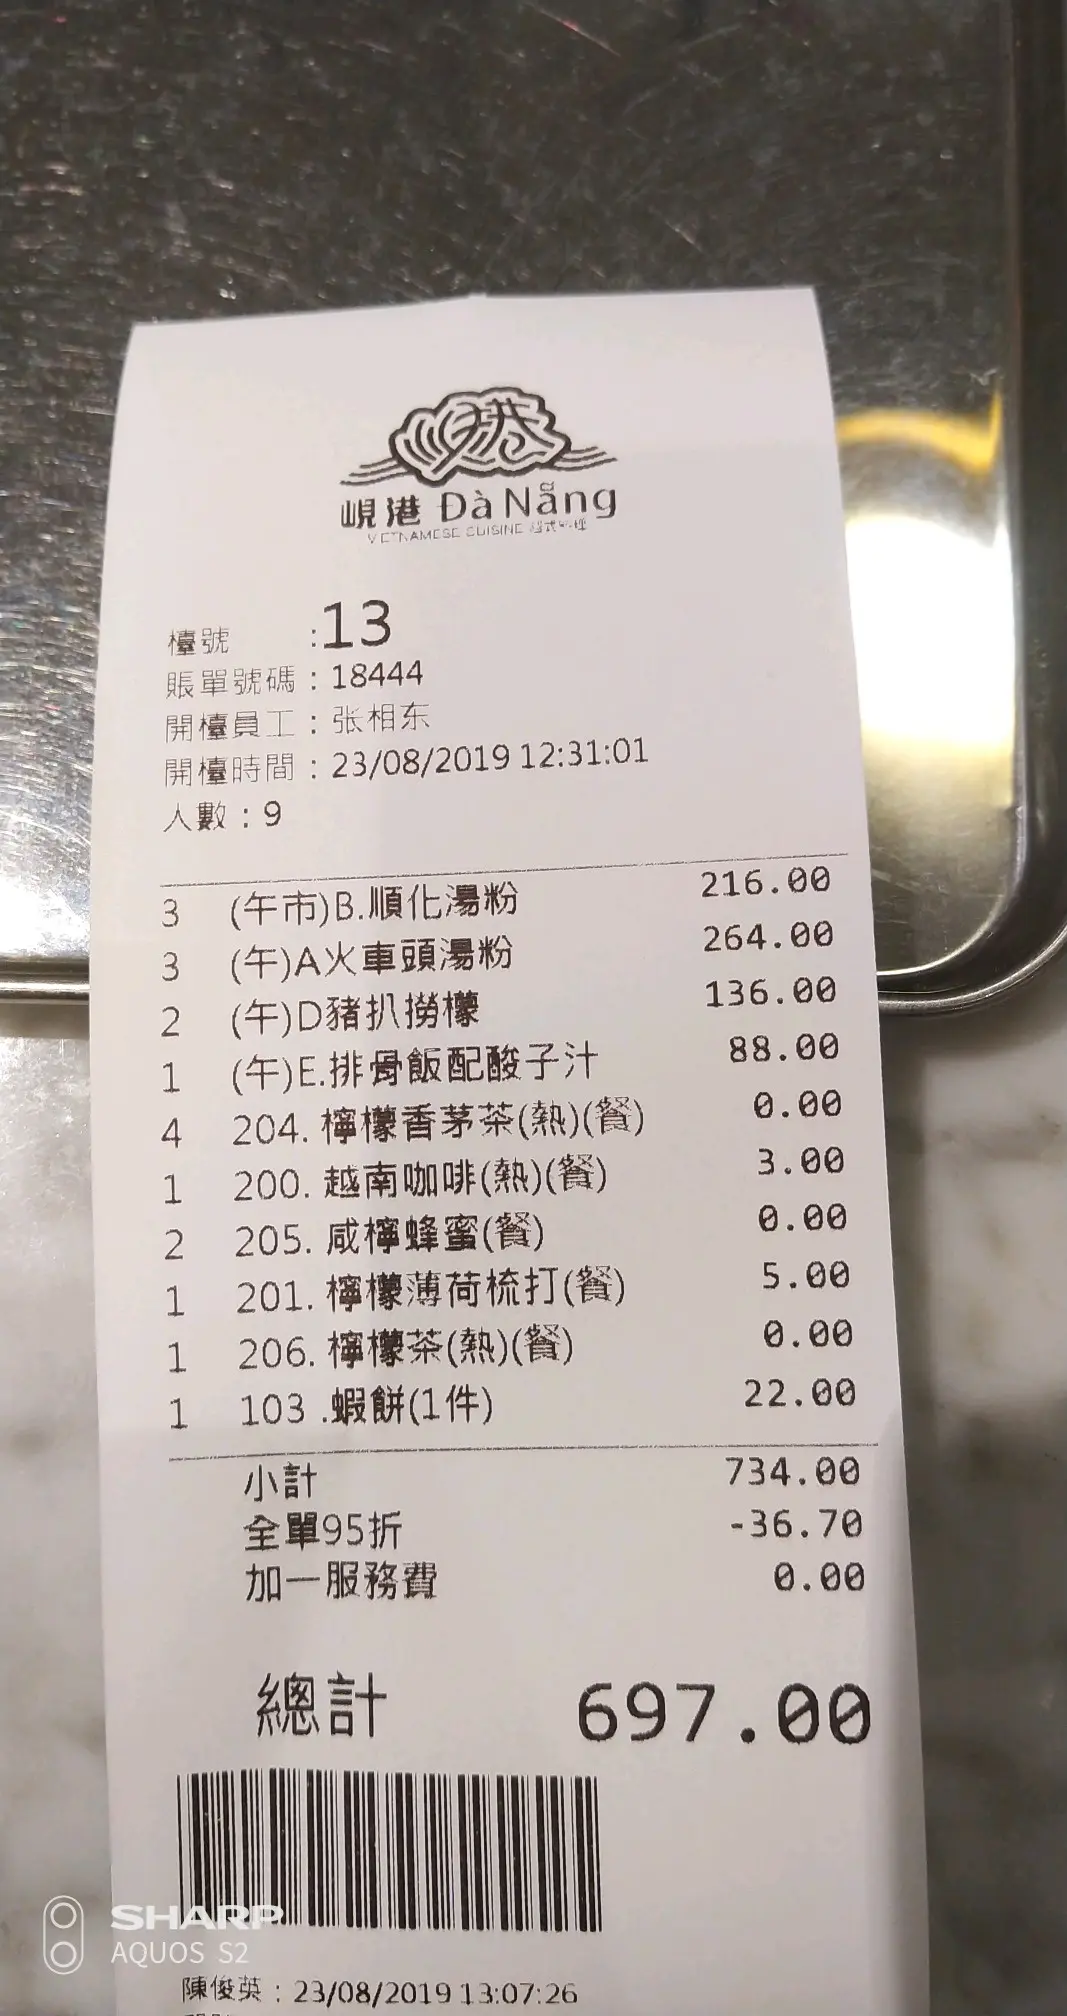 峴港 Đà Nẵng
VIETNAMESE CUISINE 越式料理
檯號 :13
賬單號碼 : 18444
開檯員工 : 张相东
開檯時間 : 23/08/2019 12:31:01
人數 : 9
3 (午市)B.順化湯粉 216.00
3 (午)A火車頭湯粉 264.00
2 (午)D豬扒撈檬 136.00
1 (午)E.排骨飯配酸子汁 88.00
4 204. 檸檬香茅茶(熱)(餐) 0.00
1 200. 越南咖啡(熱)(餐) 3.00
2 205. 咸檸蜂蜜(餐) 0.00
1 201. 檸檬薄荷梳打(餐) 5.00
1 206. 檸檬茶(熱)(餐) 0.00
1 103 .蝦餅(1件) 22.00
小計 734.00
全單95折 -36.70
加一服務費 0.00
總計 697.00
SHARP
AQUOS S2
陳俊英 : 23/08/2019 13:07:26